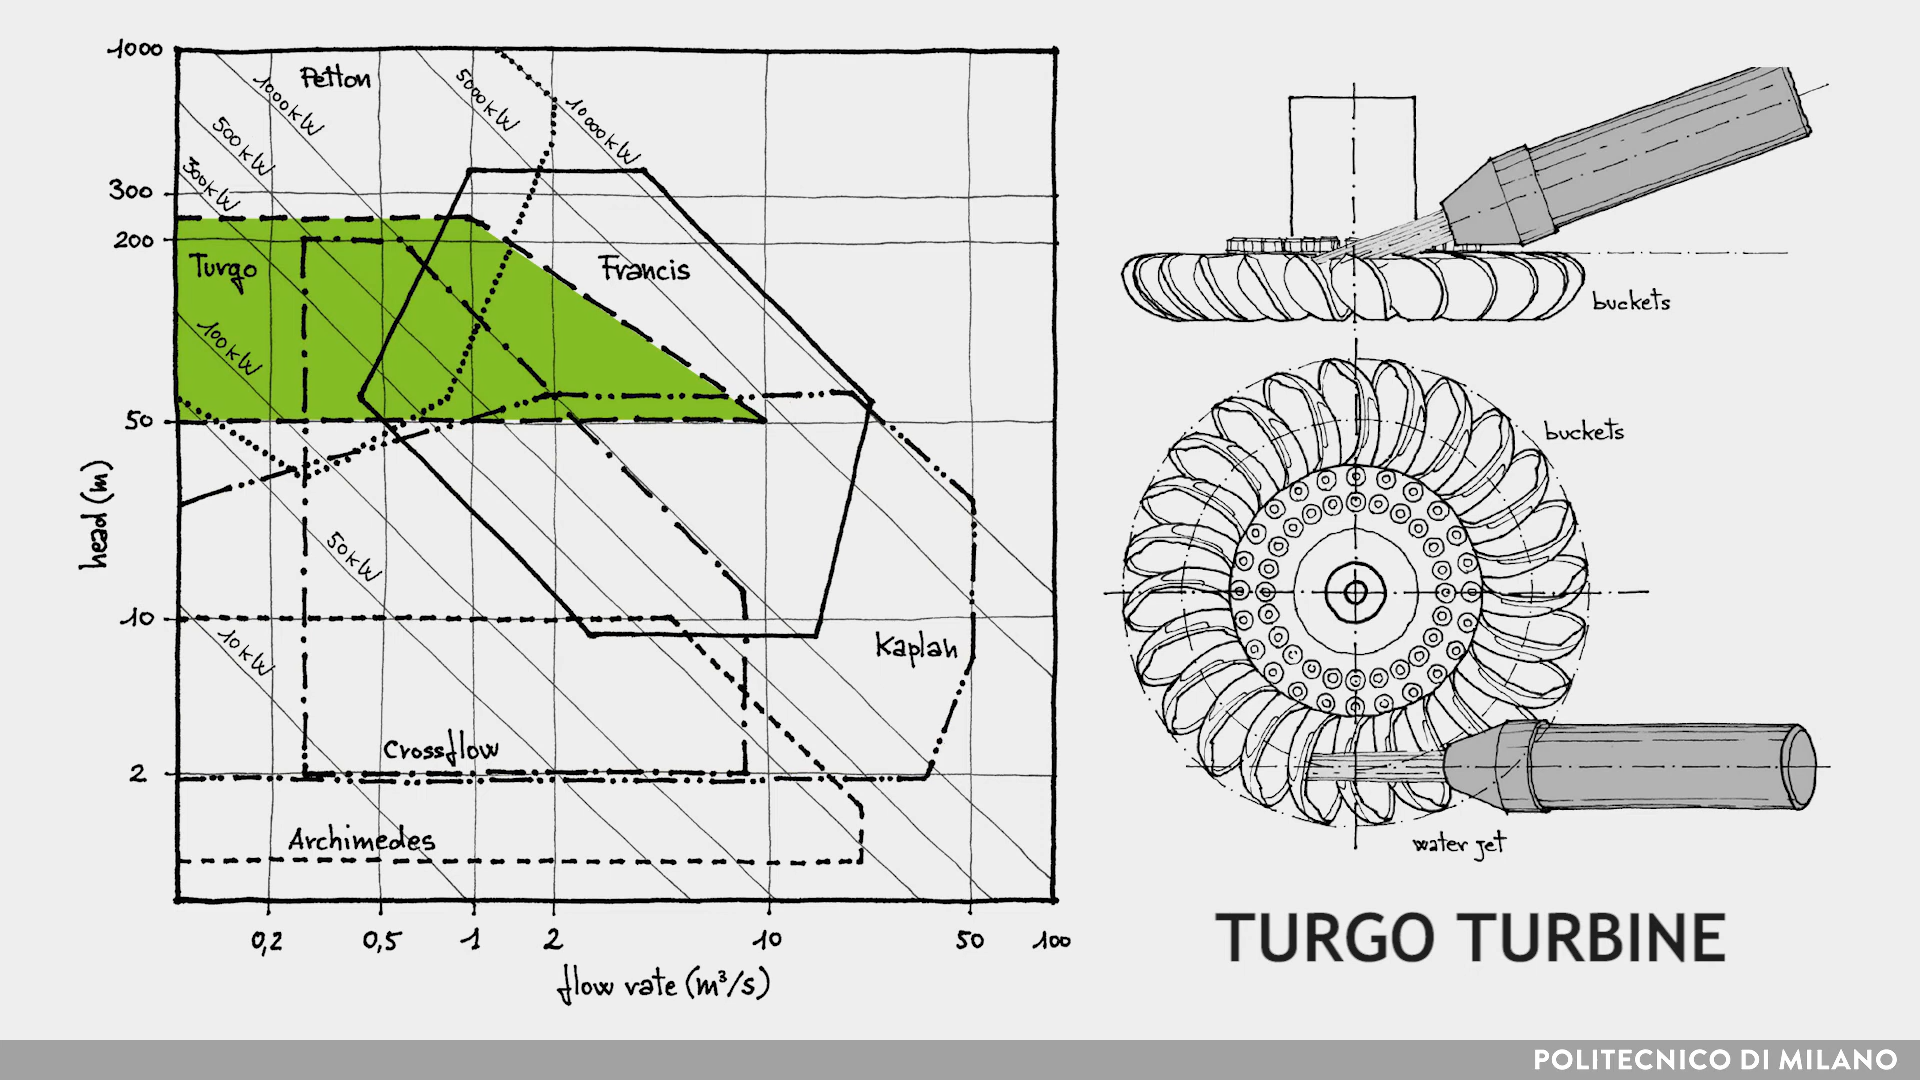 1000
300
200
50
10
2
head (m)
Pelton
1000 kW
5000 kW
10000 kW
500 kW
300 kW
Turgo
Francis
100 kW
50 kW
10 kW
Kaplan
Crossflow
Archimedes
0,2
0,5
1
2
10
50
100
flow rate (m³/s)
buckets
buckets
water jet
TURGO TURBINE
POLITECNICO DI MILANO